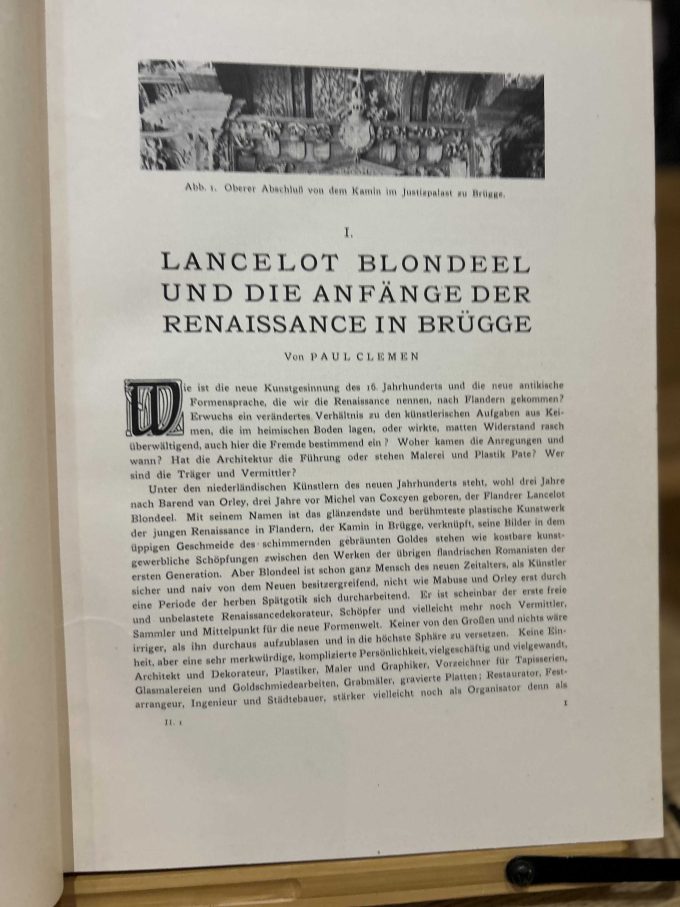 Abb. 1. Oberer Abschluß von dem Kamin im Justizpalast zu Brügge.
I.
LANCELOT BLONDEEL
UND DIE ANFÄNGE DER
RENAISSANCE IN BRÜGGE
Von PAUL CLEMEN
Wie ist die neue Kunstgesinnung des 16. Jahrhunderts und die neue antikische
Formensprache, die wir die Renaissance nennen, nach Flandern gekommen?
Erwuchs ein verändertes Verhältnis zu den künstlerischen Aufgaben aus Kei-
men, die im heimischen Boden lagen, oder wirkte, matten Widerstand rasch
überwältigend, auch hier die Fremde bestimmend ein? Woher kamen die Anregungen und
wann? Hat die Architektur die Führung oder stehen Malerei und Plastik Pate? Wer
sind die Träger und Vermittler?
Unter den niederländischen Künstlern des neuen Jahrhunderts steht, wohl drei Jahre
nach Barend van Orley, drei Jahre vor Michel van Coxcyen geboren, der Flandrer Lancelot
Blondeel. Mit seinem Namen ist das glänzendste und berühmteste plastische Kunstwerk
der jungen Renaissance in Flandern, der Kamin in Brügge, verknüpft, seine Bilder in dem
üppigen Geschmeide des schimmernden gebräunten Goldes stehen wie kostbare kunst-
gewerbliche Schöpfungen zwischen den Werken der übrigen flandrischen Romanisten der
ersten Generation. Aber Blondeel ist schon ganz Mensch des neuen Zeitalters, als Künstler
sicher und naiv von dem Neuen besitzergreifend, nicht wie Mabuse und Orley erst durch
eine Periode der herben Spätgotik sich durcharbeitend. Er ist scheinbar der erste freie
und unbelastete Renaissancedekorateur, Schöpfer und vielleicht mehr noch Vermittler,
Sammler und Mittelpunkt für die neue Formenwelt. Keiner von den Großen und nichts wäre
irriger, als ihn durchaus aufzublasen und in die höchste Sphäre zu versetzen. Keine Ein-
heit, aber eine sehr merkwürdige, komplizierte Persönlichkeit, vielgeschäftig und vielgewandt,
Architekt und Dekorateur, Plastiker, Maler und Graphiker, Vorzeichner für Tapisserien,
Glasmalereien und Goldschmiedearbeiten, Grabmäler, gravierte Platten; Restaurator, Fest-
arrangeur, Ingenieur und Städtebauer, stärker vielleicht noch als Organisator denn als
II. 1
1